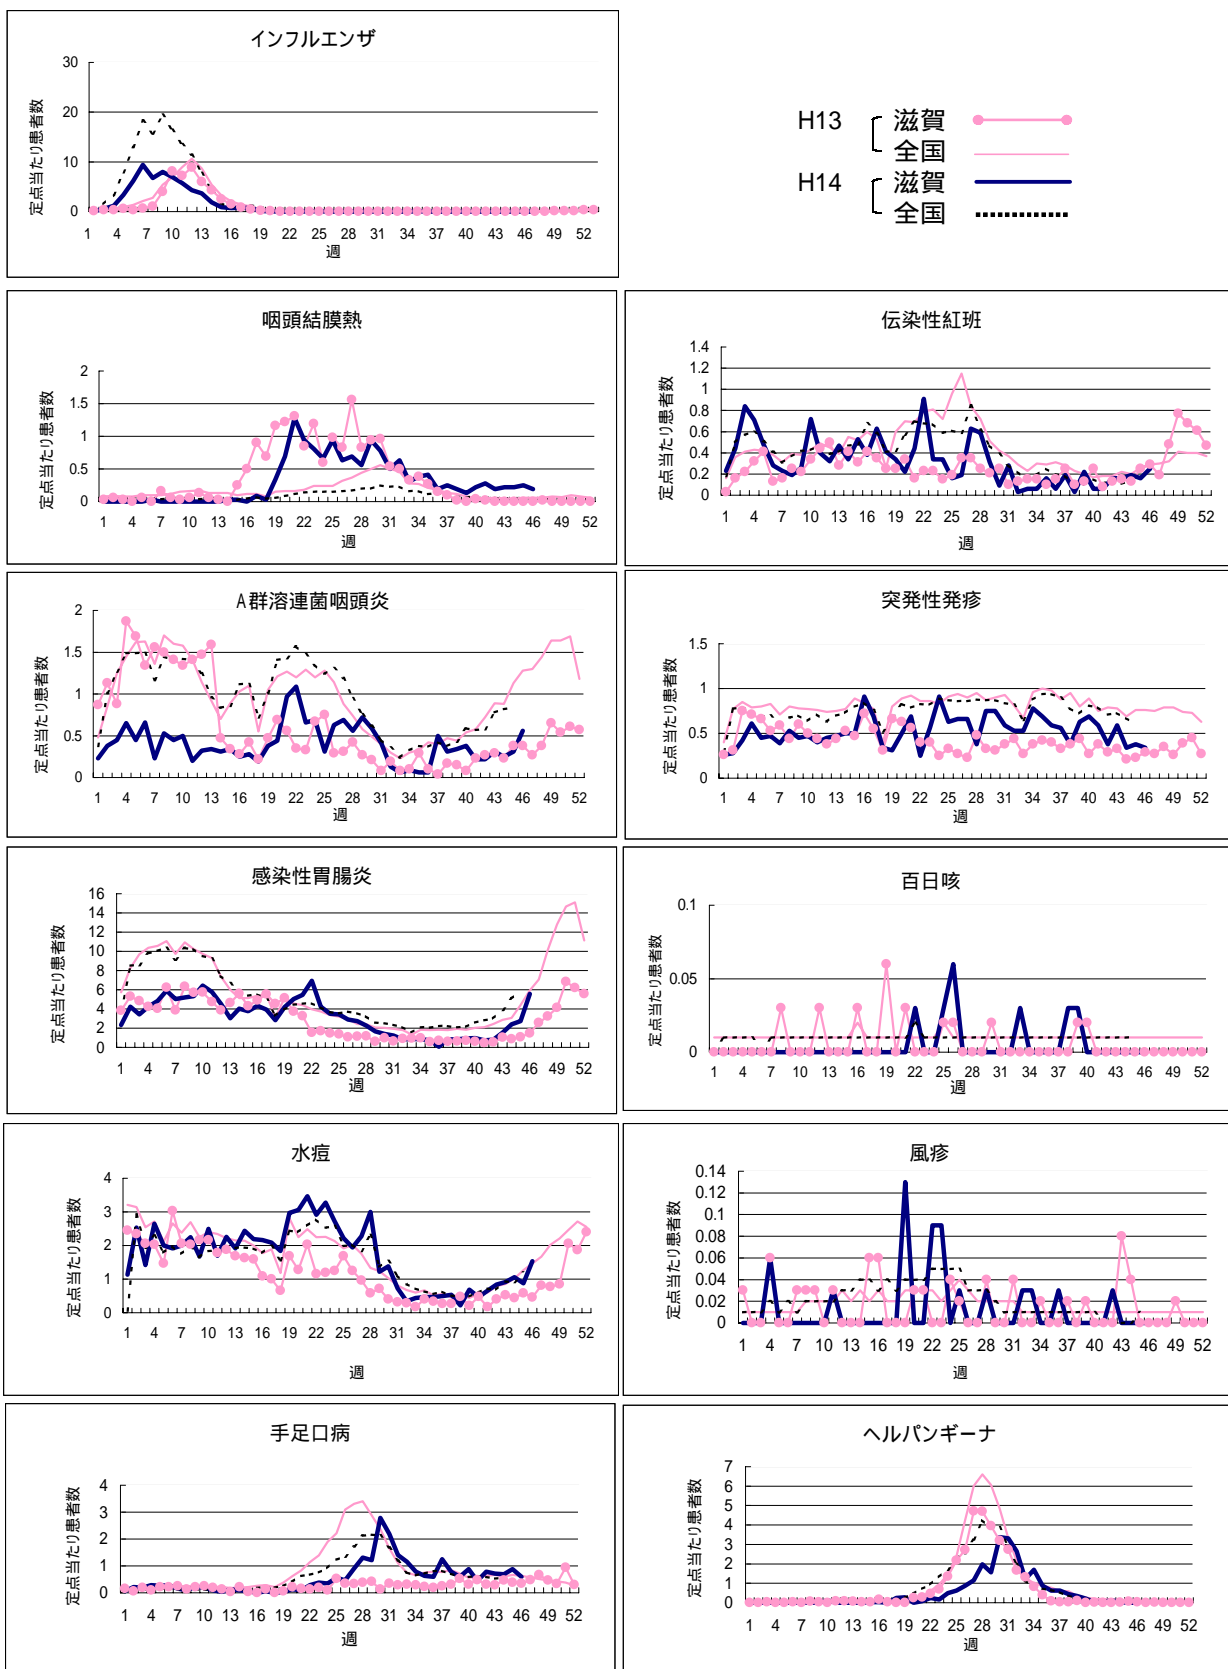 インフルエンザ
定点当たり患者数
30
20
10
0
1 4 7 10 13 16 19 22 25 28 31 34 37 40 43 46 49 52
週
H13 滋賀
全国
H14 滋賀
全国
咽頭結膜熱
定点当たり患者数
2
1.5
1
0.5
0
1 4 7 10 13 16 19 22 25 28 31 34 37 40 43 46 49 52
週
伝染性紅斑
定点当たり患者数
1.4
1.2
1
0.8
0.6
0.4
0.2
0
1 4 7 10 13 16 19 22 25 28 31 34 37 40 43 46 49 52
週
A群溶連菌咽頭炎
定点当たり患者数
2
1.5
1
0.5
0
1 4 7 10 13 16 19 22 25 28 31 34 37 40 43 46 49 52
週
突発性発疹
定点当たり患者数
1.5
1
0.5
0
1 4 7 10 13 16 19 22 25 28 31 34 37 40 43 46 49 52
週
感染性胃腸炎
定点当たり患者数
16
14
12
10
8
6
4
2
0
1 4 7 10 13 16 19 22 25 28 31 34 37 40 43 46 49 52
週
百日咳
定点当たり患者数
0.1
0.05
0
1 4 7 10 13 16 19 22 25 28 31 34 37 40 43 46 49 52
週
水痘
定点当たり患者数
4
3
2
1
0
1 4 7 10 13 16 19 22 25 28 31 34 37 40 43 46 49 52
週
風疹
定点当たり患者数
0.14
0.12
0.1
0.08
0.06
0.04
0.02
0
1 4 7 10 13 16 19 22 25 28 31 34 37 40 43 46 49 52
週
手足口病
定点当たり患者数
4
3
2
1
0
1 4 7 10 13 16 19 22 25 28 31 34 37 40 43 46 49 52
週
ヘルパンギーナ
定点当たり患者数
7
6
5
4
3
2
1
0
1 4 7 10 13 16 19 22 25 28 31 34 37 40 43 46 49 52
週